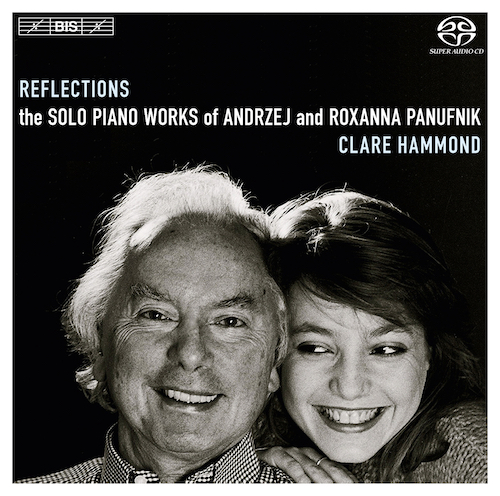 BIS
SUPER AUDIO CD
REFLECTIONS
the SOLO PIANO WORKS of ANDRZEJ and ROXANNA PANUFNIK
CLARE HAMMOND